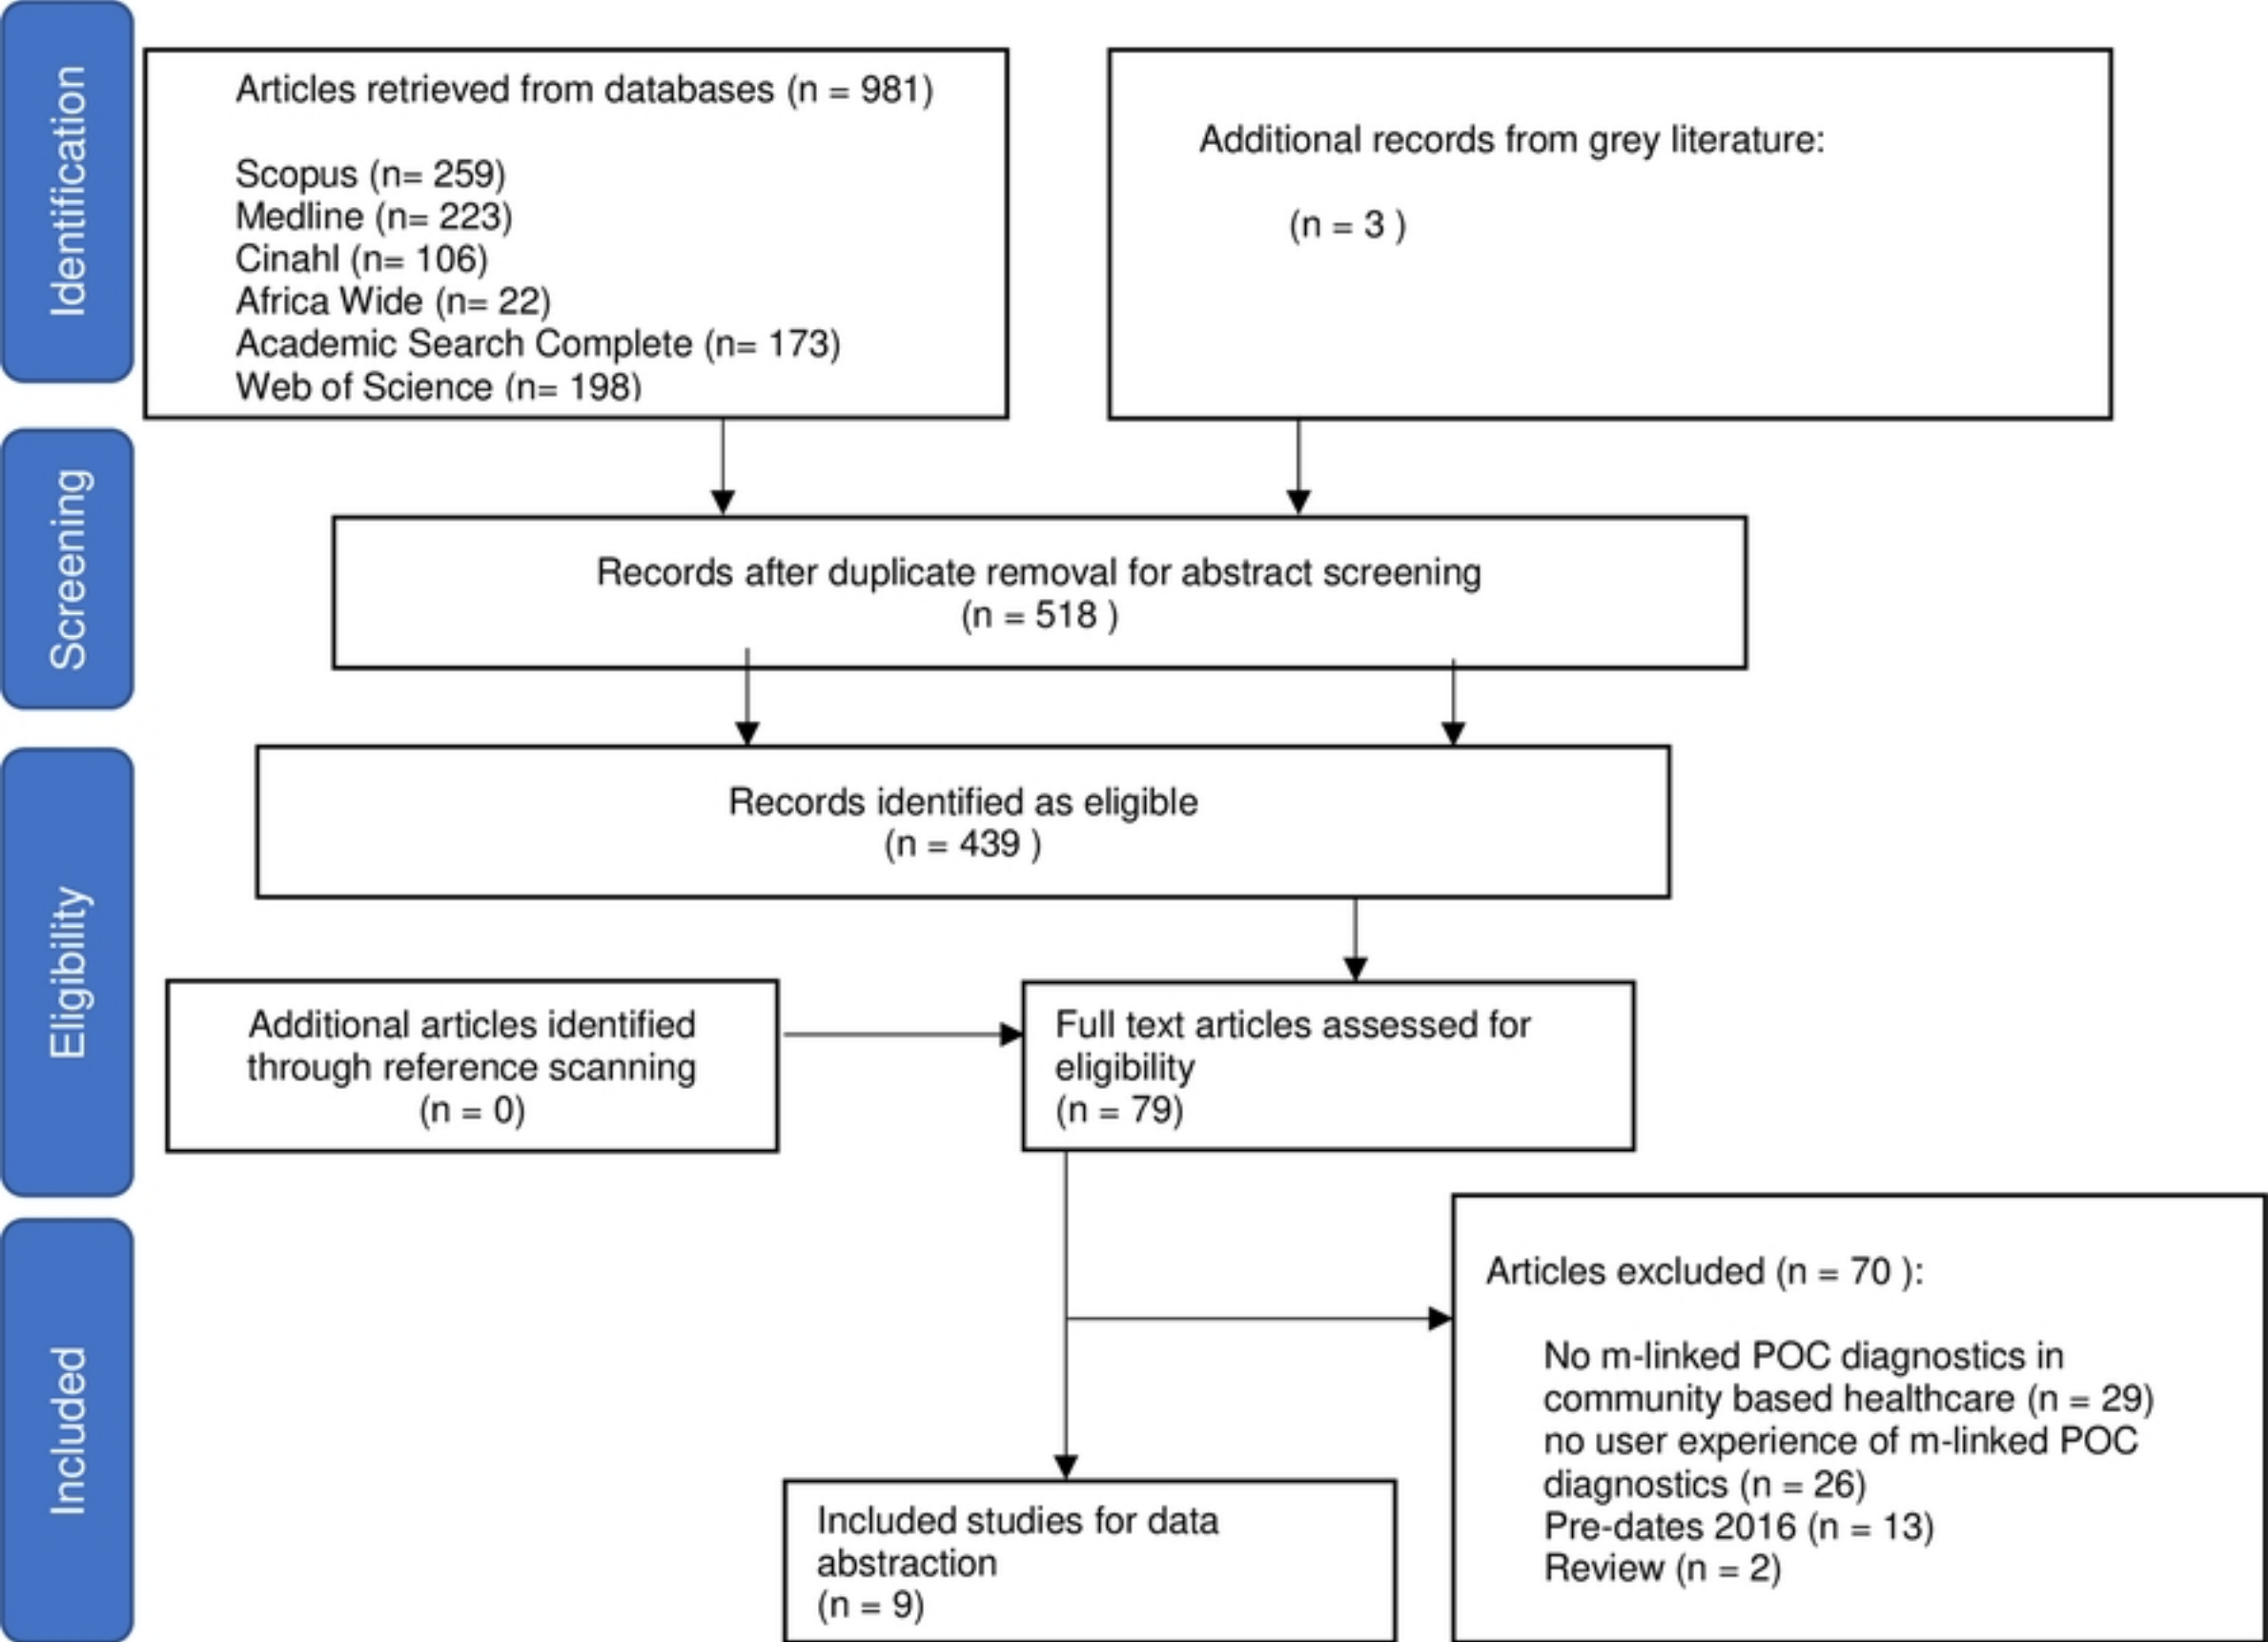 Identification
Articles retrieved from databases (n = 981)
Scopus (n= 259)
Medline (n= 223)
Cinahl (n= 106)
Africa Wide (n= 22)
Academic Search Complete (n= 173)
Web of Science (n= 198)
Additional records from grey literature:
(n = 3 )
Screening
Records after duplicate removal for abstract screening
(n = 518 )
Eligibility
Records identified as eligible
(n = 439 )
Additional articles identified
through reference scanning
(n = 0)
Full text articles assessed for
eligibility
(n = 79)
Included
Articles excluded (n = 70 ):
No m-linked POC diagnostics in
community based healthcare (n = 29)
no user experience of m-linked POC
diagnostics (n = 26)
Pre-dates 2016 (n = 13)
Review (n = 2)
Included studies for data
abstraction
(n = 9)